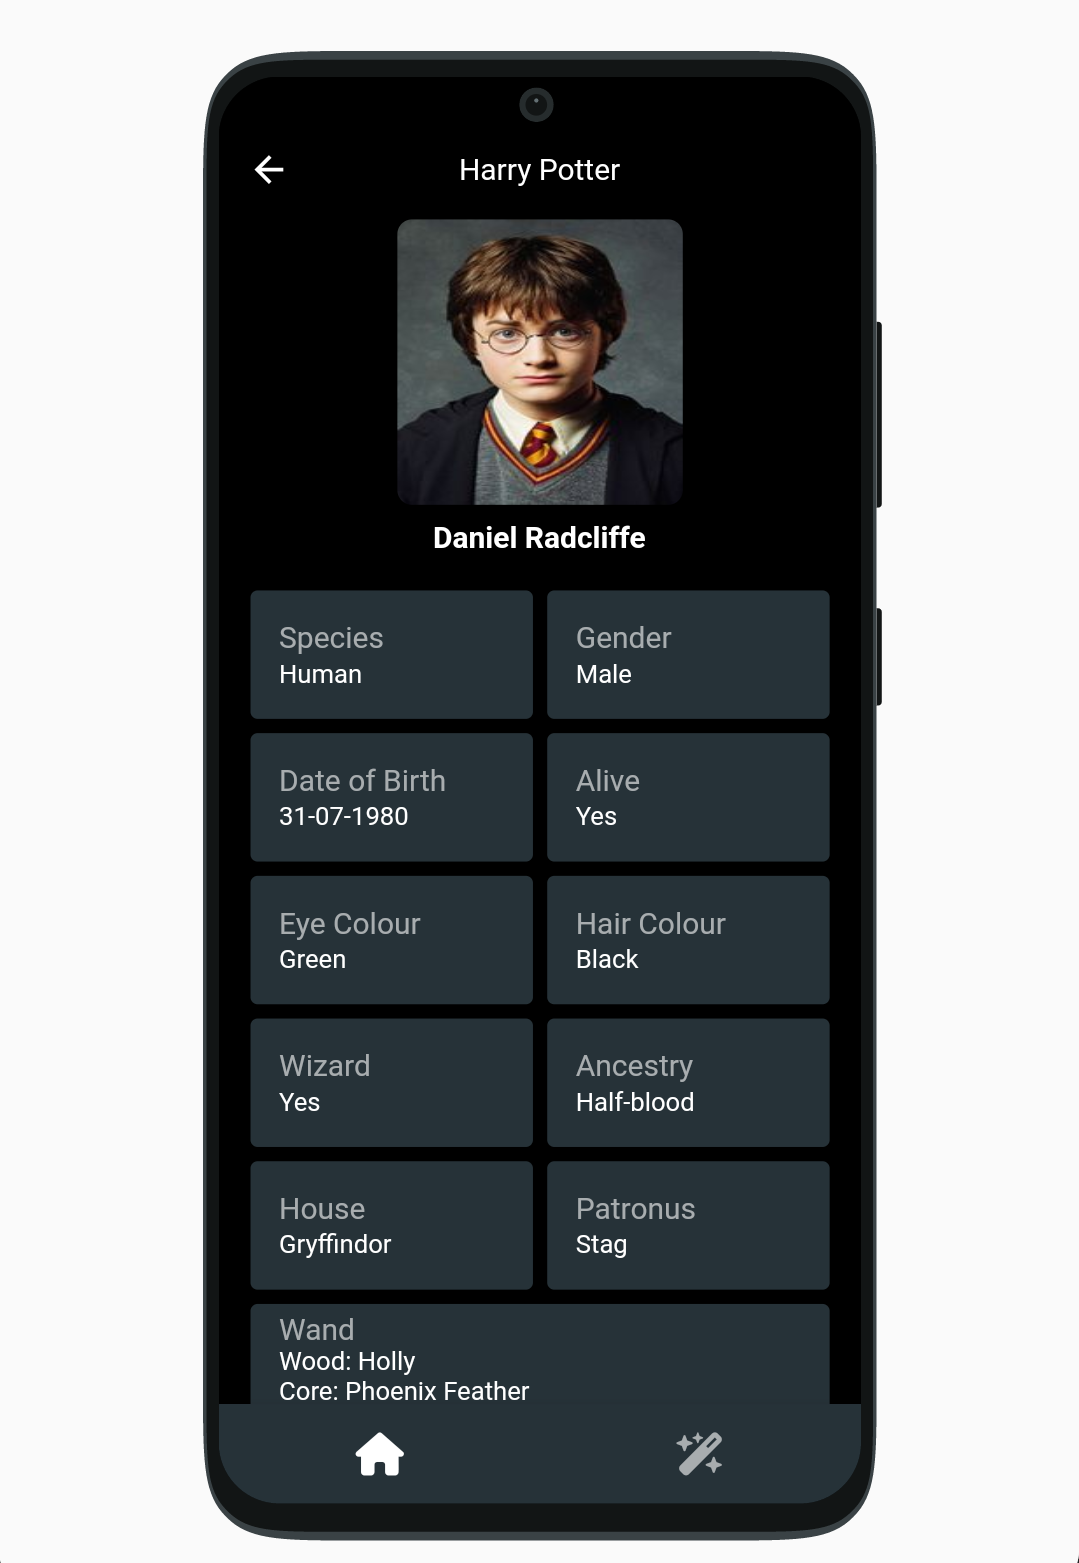 Harry Potter
Daniel Radcliffe
Species
Human
Gender
Male
Date of Birth
31-07-1980
Alive
Yes
Eye Colour
Green
Hair Colour
Black
Wizard
Yes
Ancestry
Half-blood
House
Gryffindor
Patronus
Stag
Wand
Wood: Holly
Core: Phoenix Feather